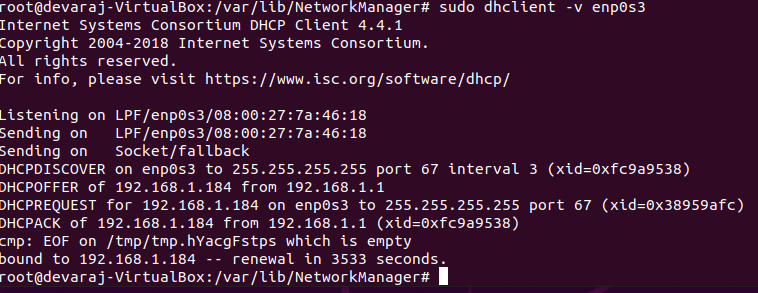 root@devaraj-VirtualBox:/var/lib/NetworkManager# sudo dhclient -v enp0s3
Internet Systems Consortium DHCP Client 4.4.1
Copyright 2004-2018 Internet Systems Consortium.
All rights reserved.
For info, please visit https://www.isc.org/software/dhcp/
Listening on LPF/enp0s3/08:00:27:7a:46:18
Sending on   LPF/enp0s3/08:00:27:7a:46:18
Sending on   Socket/fallback
DHCPDISCOVER on enp0s3 to 255.255.255.255 port 67 interval 3 (xid=0xfc9a9538)
DHCPOFFER of 192.168.1.184 from 192.168.1.1
DHCPREQUEST for 192.168.1.184 on enp0s3 to 255.255.255.255 port 67 (xid=0x38959afc)
DHCPACK of 192.168.1.184 from 192.168.1.1 (xid=0xfc9a9538)
cmp: EOF on /tmp/tmp.hYacgFstps which is empty
bound to 192.168.1.184 -- renewal in 3533 seconds.
root@devaraj-VirtualBox:/var/lib/NetworkManager#